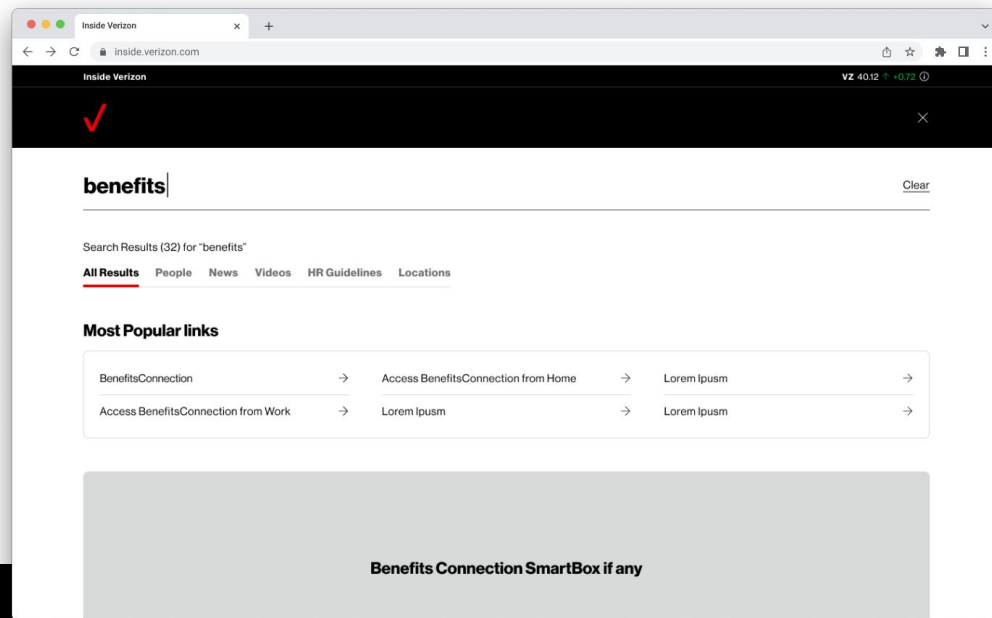 Inside Verizon
inside.verizon.com
Inside Verizon
VZ 40.12 ↑ +0.72
benefits
Clear
Search Results (32) for "benefits"
All Results People News Videos HR Guidelines Locations
Most Popular links
BenefitsConnection → Access BenefitsConnection from Home → Lorem Ipusm →
Access BenefitsConnection from Work → Lorem Ipusm → Lorem Ipusm →
Benefits Connection SmartBox if any